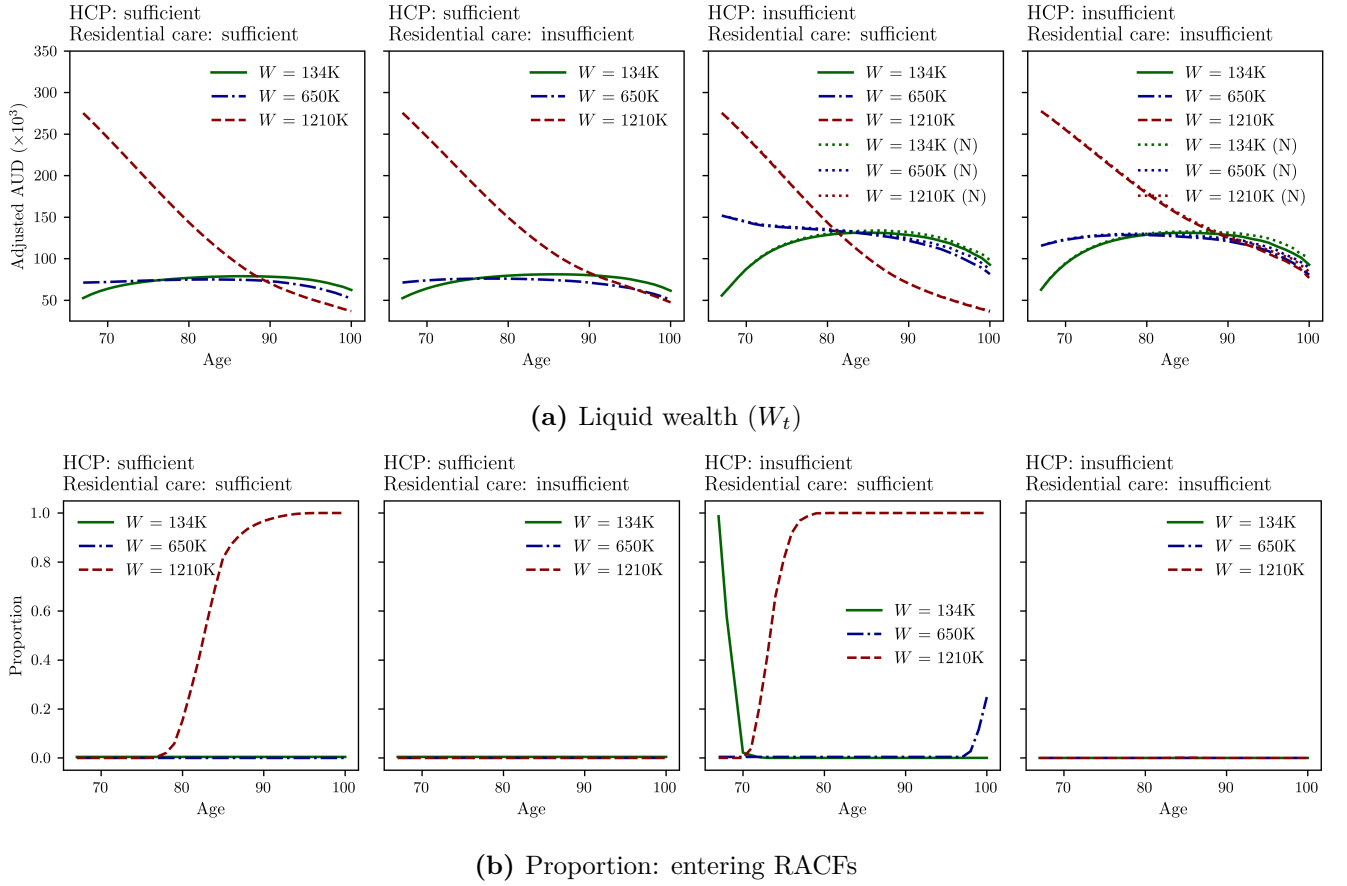 HCP: sufficient
Residential care: sufficient
HCP: sufficient
Residential care: insufficient
HCP: insufficient
Residential care: sufficient
HCP: insufficient
Residential care: insufficient
Adjusted AUD (×10³)
350
300
250
200
150
100
50
W = 134K
W = 650K
W = 1210K
70 80 90 100
Age
W = 134K
W = 650K
W = 1210K
70 80 90 100
Age
W = 134K
W = 650K
W = 1210K
W = 134K (N)
W = 650K (N)
W = 1210K (N)
70 80 90 100
Age
W = 134K
W = 650K
W = 1210K
W = 134K (N)
W = 650K (N)
W = 1210K (N)
70 80 90 100
Age
(a) Liquid wealth (Wₜ)
HCP: sufficient
Residential care: sufficient
HCP: sufficient
Residential care: insufficient
HCP: insufficient
Residential care: sufficient
HCP: insufficient
Residential care: insufficient
Proportion
1.0
0.8
0.6
0.4
0.2
0.0
W = 134K
W = 650K
W = 1210K
70 80 90 100
Age
W = 134K
W = 650K
W = 1210K
70 80 90 100
Age
W = 134K
W = 650K
W = 1210K
70 80 90 100
Age
W = 134K
W = 650K
W = 1210K
70 80 90 100
Age
(b) Proportion: entering RACFs